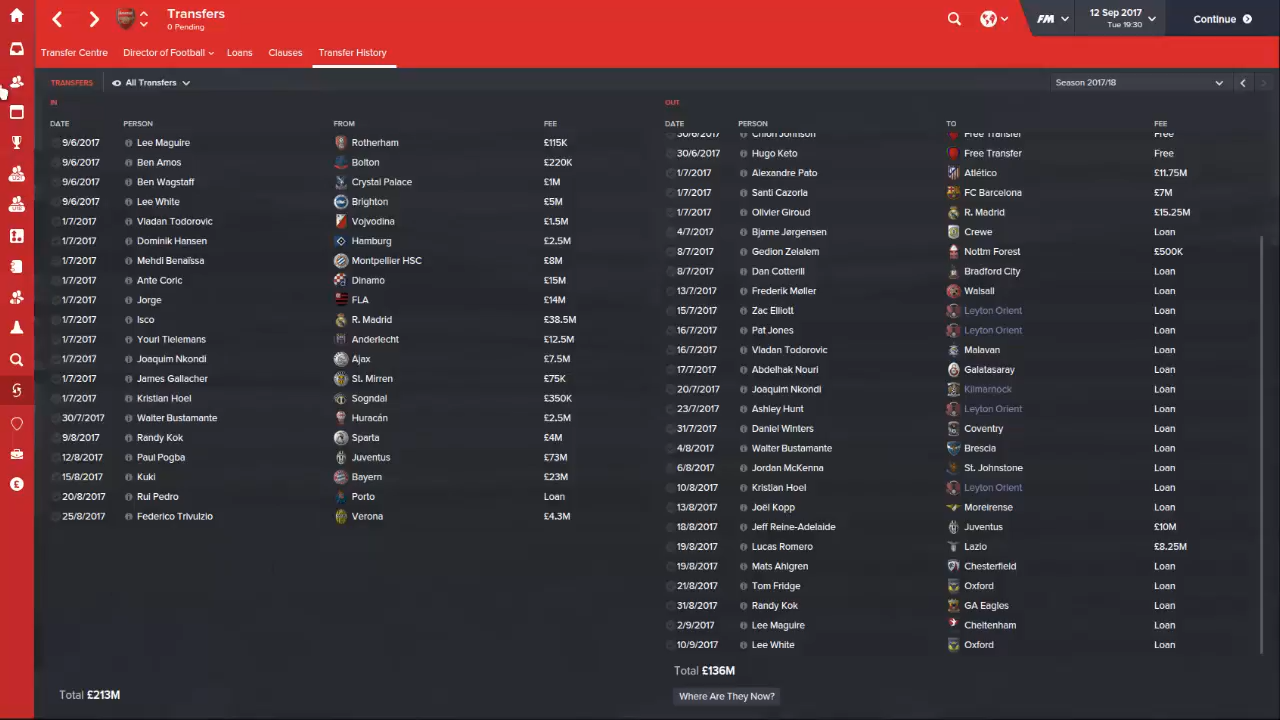 Transfers
0 Pending
FM
12 Sep 2017
Tue 19:30
Continue
Transfer Centre Director of Football Loans Clauses Transfer History
TRANSFERS All Transfers Season 2017/18
IN
DATE PERSON FROM FEE
9/6/2017 Lee Maguire Rotherham £115K
9/6/2017 Ben Amos Bolton £220K
9/6/2017 Ben Wagstaff Crystal Palace £1M
9/6/2017 Lee White Brighton £5M
1/7/2017 Vladan Todorovic Vojvodina £1.5M
1/7/2017 Dominik Hansen Hamburg £2.5M
1/7/2017 Mehdi Benaïssa Montpellier HSC £8M
1/7/2017 Ante Coric Dinamo £15M
1/7/2017 Jorge FLA £14M
1/7/2017 Isco R. Madrid £38.5M
1/7/2017 Youri Tielemans Anderlecht £12.5M
1/7/2017 Joaquim Nkondi Ajax £7.5M
1/7/2017 James Gallacher St. Mirren £75K
1/7/2017 Kristian Hoel Sogndal £350K
30/7/2017 Walter Bustamante Huracán £2.5M
9/8/2017 Randy Kok Sparta £4M
12/8/2017 Paul Pogba Juventus £73M
15/8/2017 Kuki Bayern £23M
20/8/2017 Rui Pedro Porto Loan
25/8/2017 Federico Trivulzio Verona £4.3M
Total £213M
OUT
DATE PERSON TO FEE
30/6/2017 Johnson Free Transfer Free
30/6/2017 Hugo Keto Free Transfer Free
1/7/2017 Alexandre Pato Atlético £11.75M
1/7/2017 Santi Cazorla FC Barcelona £7M
1/7/2017 Olivier Giroud R. Madrid £15.25M
4/7/2017 Bjarne Jørgensen Crewe Loan
8/7/2017 Gedion Zelalem Nottm Forest £500K
8/7/2017 Dan Cotterill Bradford City Loan
13/7/2017 Frederik Møller Walsall Loan
15/7/2017 Zac Elliott Leyton Orient Loan
16/7/2017 Pat Jones Leyton Orient Loan
16/7/2017 Vladan Todorovic Malavan Loan
17/7/2017 Abdelhak Nouri Galatasaray Loan
20/7/2017 Joaquim Nkondi Kilmarnock Loan
23/7/2017 Ashley Hunt Leyton Orient Loan
31/7/2017 Daniel Winters Coventry Loan
4/8/2017 Walter Bustamante Brescia Loan
6/8/2017 Jordan McKenna St. Johnstone Loan
10/8/2017 Kristian Hoel Leyton Orient Loan
13/8/2017 Joël Kopp Moreirense Loan
18/8/2017 Jeff Reine-Adelaide Juventus £10M
19/8/2017 Lucas Romero Lazio £8.25M
19/8/2017 Mats Ahlgren Chesterfield Loan
21/8/2017 Tom Fridge Oxford Loan
31/8/2017 Randy Kok GA Eagles Loan
2/9/2017 Lee Maguire Cheltenham Loan
10/9/2017 Lee White Oxford Loan
Total £136M
Where Are They Now?